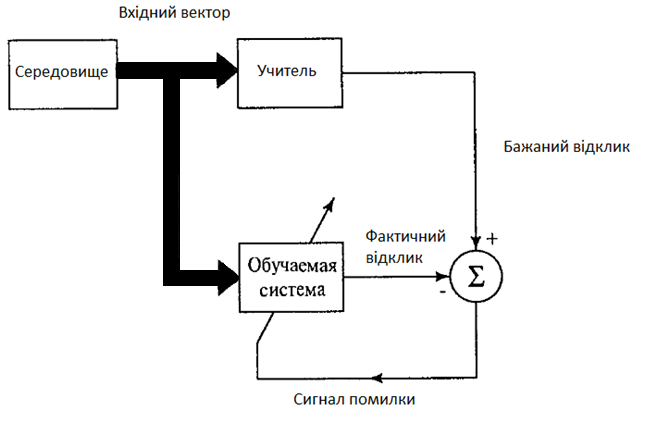 Вхідний вектор
Середовище
Учитель
Бажаний відклик
+
Фактичний
відклик
Обучаемая
система
Σ
-
Сигнал помилки